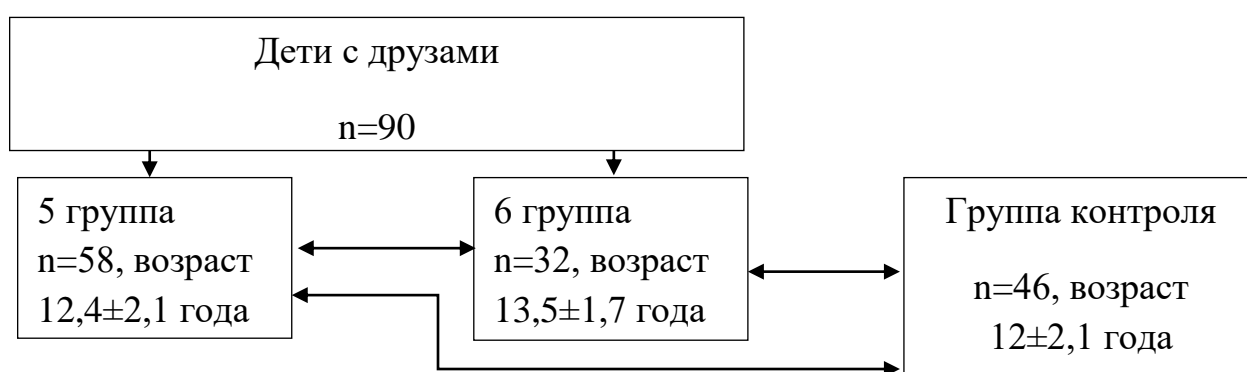 Дети с друзами
n=90
5 группа
n=58, возраст
12,4±2,1 года
6 группа
n=32, возраст
13,5±1,7 года
Группа контроля
n=46, возраст
12±2,1 года